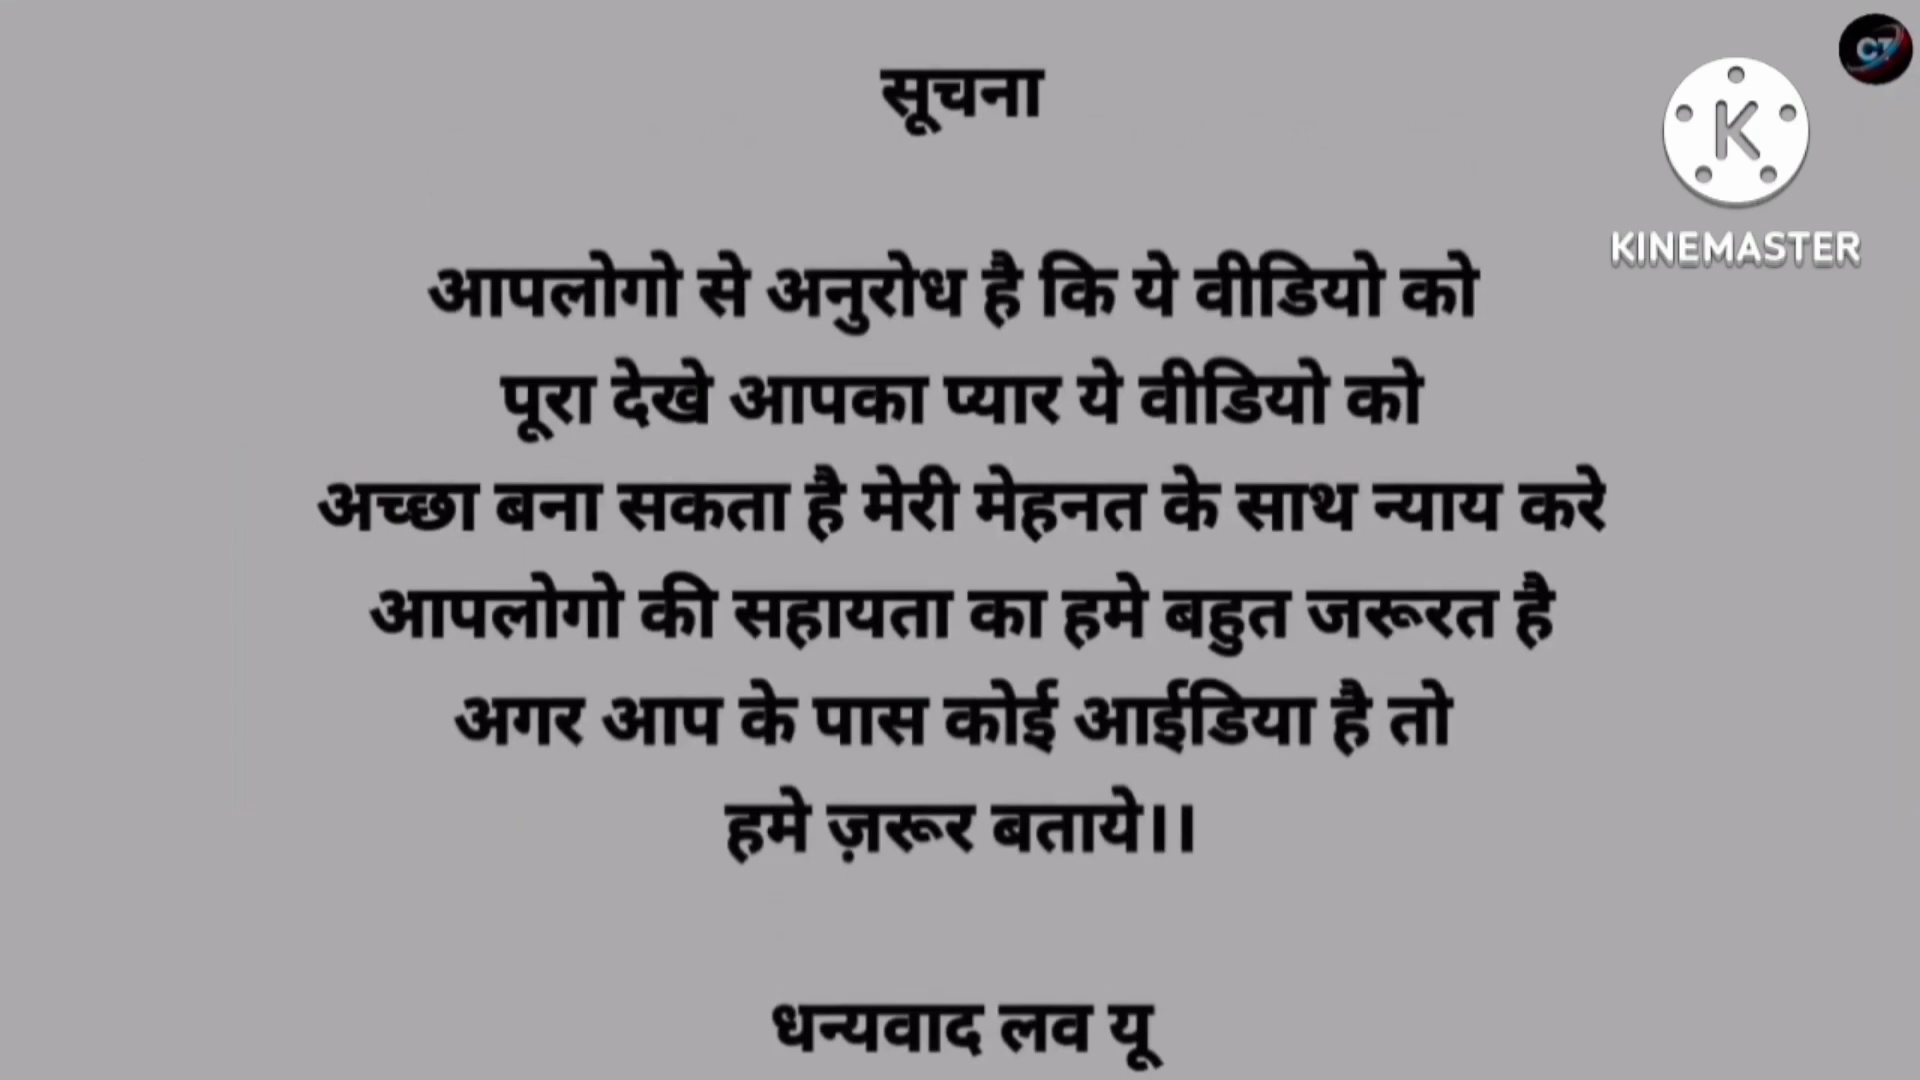 सूचना
आपलोगो से अनुरोध है कि ये वीडियो को
पूरा देखे आपका प्यार ये वीडियो को
अच्छा बना सकता है मेरी मेहनत के साथ न्याय करे
आपलोगो की सहायता का हमे बहुत जरूरत है
अगर आप के पास कोई आईडिया है तो
हमे ज़रूर बताये।।
धन्यवाद लव यू
CT
K
KINEMASTER